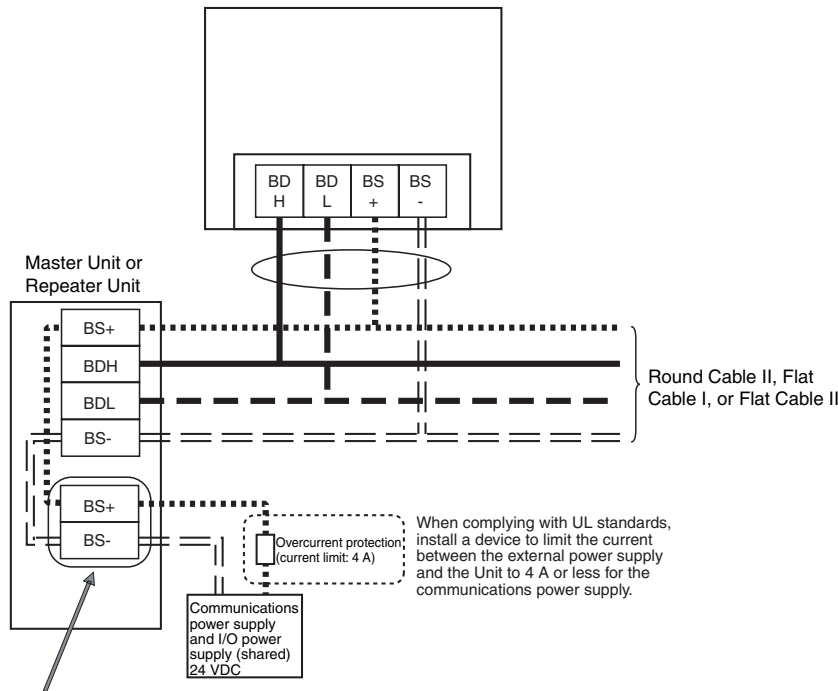 BD
H
BD
L
BS
+
BS
-
Master Unit or
Repeater Unit
BS+
BDH
BDL
BS-
Round Cable II, Flat
Cable I, or Flat Cable II
BS+
BS-
Overcurrent protection
(current limit: 4 A)
When complying with UL standards,
install a device to limit the current
between the external power supply
and the Unit to 4 A or less for the
communications power supply.
Communications
power supply
and I/O power
supply (shared)
24 VDC